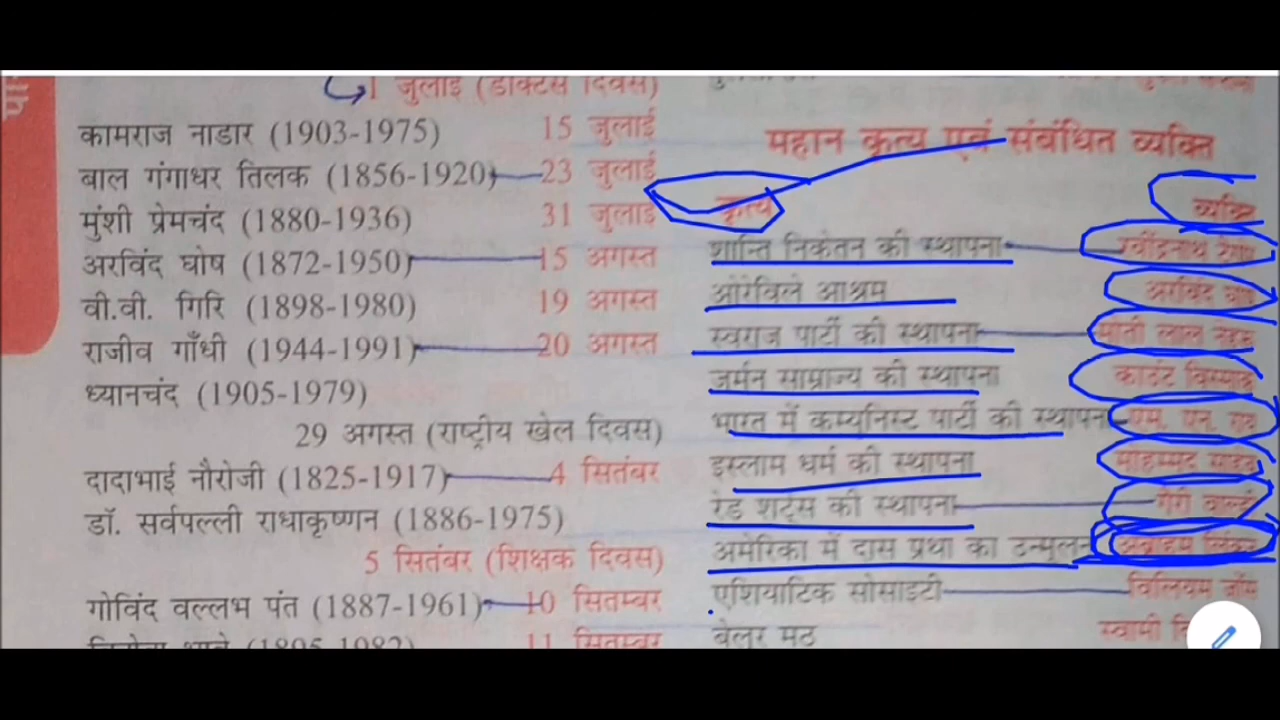 1 जुलाई (डॉक्टर्स दिवस)
कामराज नाडार (1903-1975) 15 जुलाई
बाल गंगाधर तिलक (1856-1920) 23 जुलाई
मुंशी प्रेमचंद (1880-1936) 31 जुलाई
अरविंद घोष (1872-1950) 15 अगस्त
वी.वी. गिरि (1898-1980) 19 अगस्त
राजीव गाँधी (1944-1991) 20 अगस्त
ध्यानचंद (1905-1979)
29 अगस्त (राष्ट्रीय खेल दिवस)
दादाभाई नौरोजी (1825-1917) 4 सितंबर
डॉ. सर्वपल्ली राधाकृष्णन (1886-1975)
5 सितंबर (शिक्षक दिवस)
गोविंद वल्लभ पंत (1887-1961) 10 सितम्बर
11 सितम्बर
महान कृत्य एवं संबंधित व्यक्ति
कृत्य व्यक्ति
शान्ति निकेतन की स्थापना रवींद्रनाथ टैगोर
ओरेविले आश्रम अरविंद घोष
स्वराज पार्टी की स्थापना मोती लाल नेहरू
जर्मन साम्राज्य की स्थापना काउंट बिस्मार्क
भारत में कम्युनिस्ट पार्टी की स्थापना एम. एन. राय
इस्लाम धर्म की स्थापना मोहम्मद साहब
रेड शर्ट्स की स्थापना गैरी बाल्डी
अमेरिका में दास प्रथा का उन्मूलन अब्राहम लिंकन
एशियाटिक सोसाइटी विलियम जोंस
बेलूर मठ स्वामी